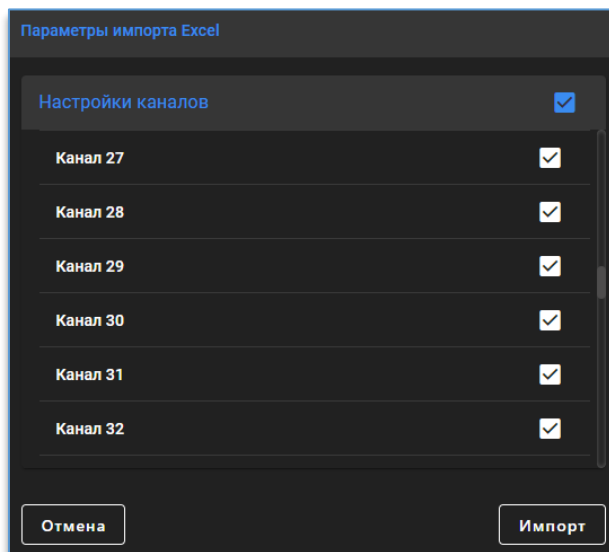 Параметры импорта Excel
Настройки каналов
Канал 27
Канал 28
Канал 29
Канал 30
Канал 31
Канал 32
Отмена
Импорт